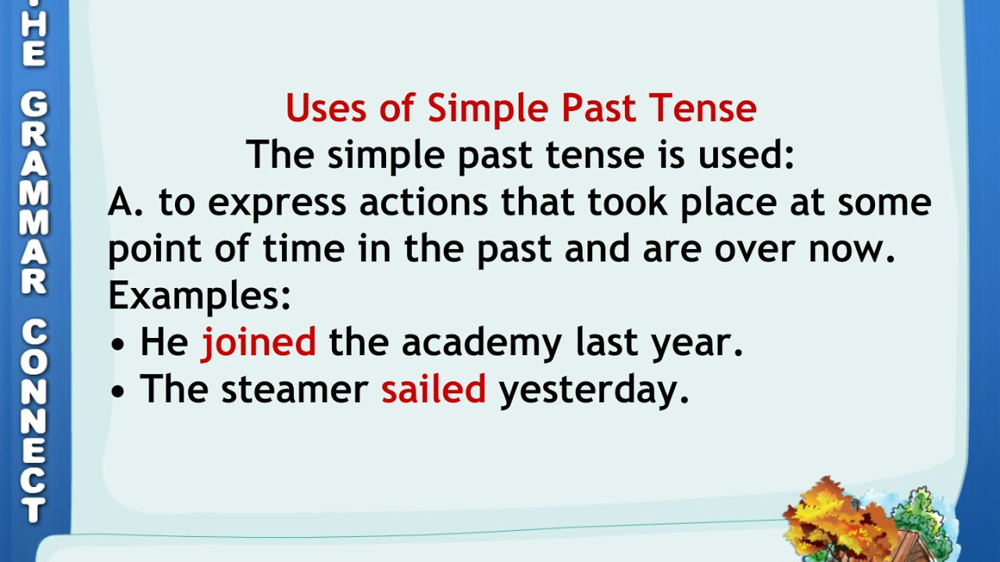 THE GRAMMAR CONNECT
Uses of Simple Past Tense
The simple past tense is used:
A. to express actions that took place at some
point of time in the past and are over now.
Examples:
• He joined the academy last year.
• The steamer sailed yesterday.